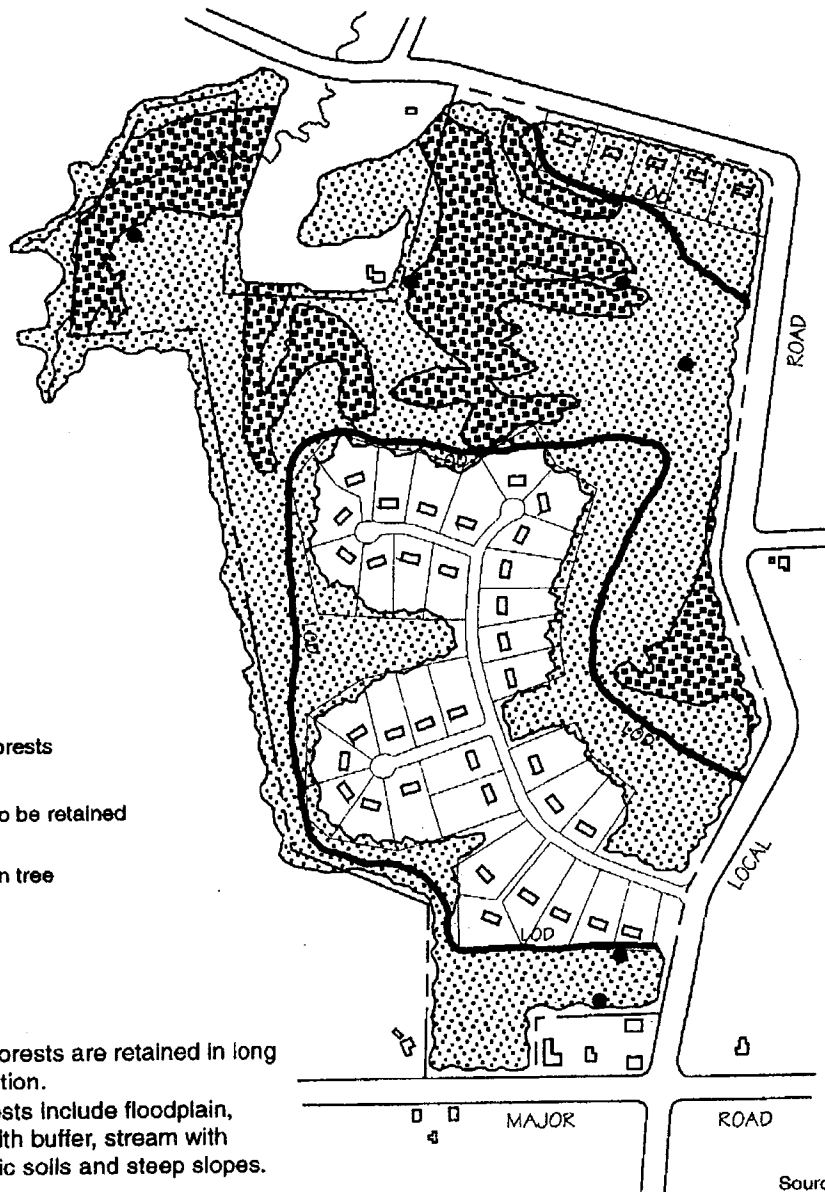 LOD
ROAD
LOD
LOD
orests
LOD
o be retained
n tree
LOCAL
LOD
orests are retained in long
tion.
ests include floodplain,
ith buffer, stream with
ic soils and steep slopes.
MAJOR ROAD
Sourc